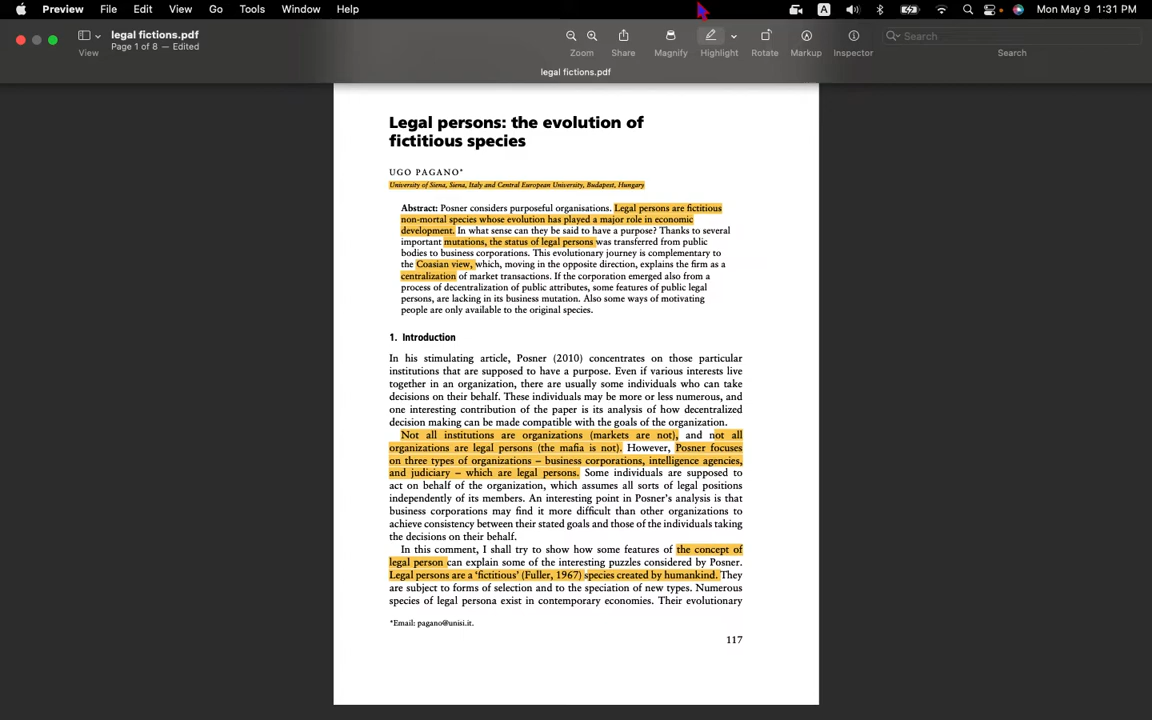 Preview File Edit View Go Tools Window Help A Mon May 9 1:31 PM
legal fictions.pdf
Page 1 of 8 — Edited
Search
View Zoom Share Magnify Highlight Rotate Markup Inspector Search
legal fictions.pdf
Legal persons: the evolution of
fictitious species
UGO PAGANO*
University of Siena, Siena, Italy and Central European University, Budapest, Hungary
Abstract: Posner considers purposeful organisations. Legal persons are fictitious
non-mortal species whose evolution has played a major role in economic
development. In what sense can they be said to have a purpose? Thanks to several
important mutations, the status of legal persons was transferred from public
bodies to business corporations. This evolutionary journey is complementary to
the Coasian view, which, moving in the opposite direction, explains the firm as a
centralization of market transactions. If the corporation emerged also from a
process of decentralization of public attributes, some features of public legal
persons, are lacking in its business mutation. Also some ways of motivating
people are only available to the original species.
1. Introduction
In his stimulating article, Posner (2010) concentrates on those particular
institutions that are supposed to have a purpose. Even if various interests live
together in an organization, there are usually some individuals who can take
decisions on their behalf. These individuals may be more or less numerous, and
one interesting contribution of the paper is its analysis of how decentralized
decision making can be made compatible with the goals of the organization.
Not all institutions are organizations (markets are not), and not all
organizations are legal persons (the mafia is not). However, Posner focuses
on three types of organizations – business corporations, intelligence agencies,
and judiciary – which are legal persons. Some individuals are supposed to
act on behalf of the organization, which assumes all sorts of legal positions
independently of its members. An interesting point in Posner's analysis is that
business corporations may find it more difficult than other organizations to
achieve consistency between their stated goals and those of the individuals taking
the decisions on their behalf.
In this comment, I shall try to show how some features of the concept of
legal person can explain some of the interesting puzzles considered by Posner.
Legal persons are a 'fictitious' (Fuller, 1967) species created by humankind. They
are subject to forms of selection and to the speciation of new types. Numerous
species of legal persona exist in contemporary economies. Their evolutionary
*Email: pagano@unisi.it.
117